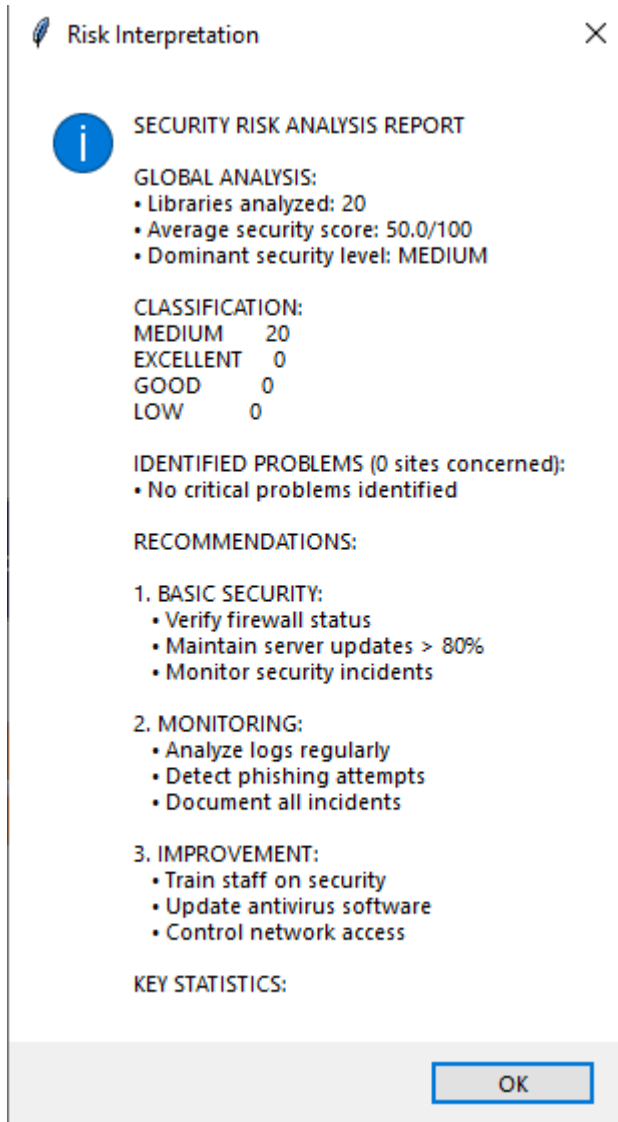 Risk Interpretation
SECURITY RISK ANALYSIS REPORT
GLOBAL ANALYSIS:
• Libraries analyzed: 20
• Average security score: 50.0/100
• Dominant security level: MEDIUM
CLASSIFICATION:
MEDIUM 20
EXCELLENT 0
GOOD 0
LOW 0
IDENTIFIED PROBLEMS (0 sites concerned):
• No critical problems identified
RECOMMENDATIONS:
1. BASIC SECURITY:
• Verify firewall status
• Maintain server updates > 80%
• Monitor security incidents
2. MONITORING:
• Analyze logs regularly
• Detect phishing attempts
• Document all incidents
3. IMPROVEMENT:
• Train staff on security
• Update antivirus software
• Control network access
KEY STATISTICS:
OK